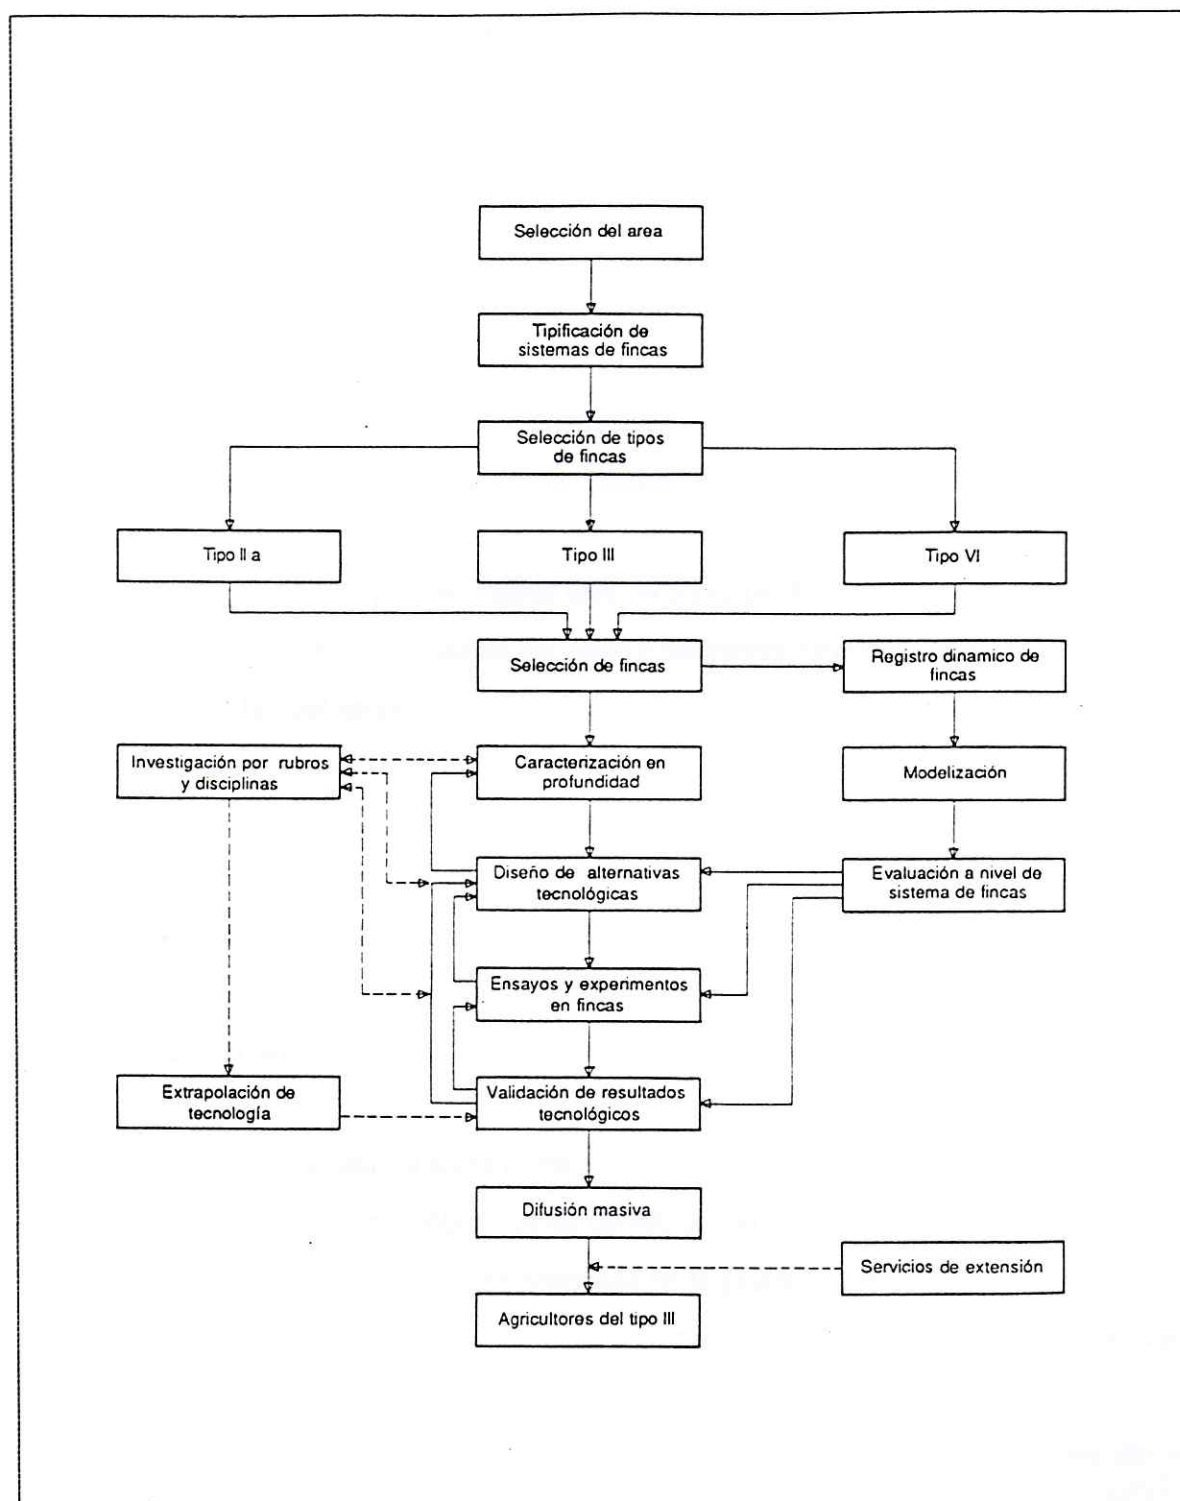 Selección del area
Tipificación de
sistemas de fincas
Selección de tipos
de fincas
Tipo II a
Tipo III
Tipo VI
Selección de fincas
Registro dinamico de
fincas
Investigación por rubros
y disciplinas
Caracterización en
profundidad
Modelización
Diseño de alternativas
tecnológicas
Evaluación a nivel de
sistema de fincas
Ensayos y experimentos
en fincas
Extrapolación de
tecnología
Validación de resultados
tecnológicos
Difusión masiva
Servicios de extensión
Agricultores del tipo III